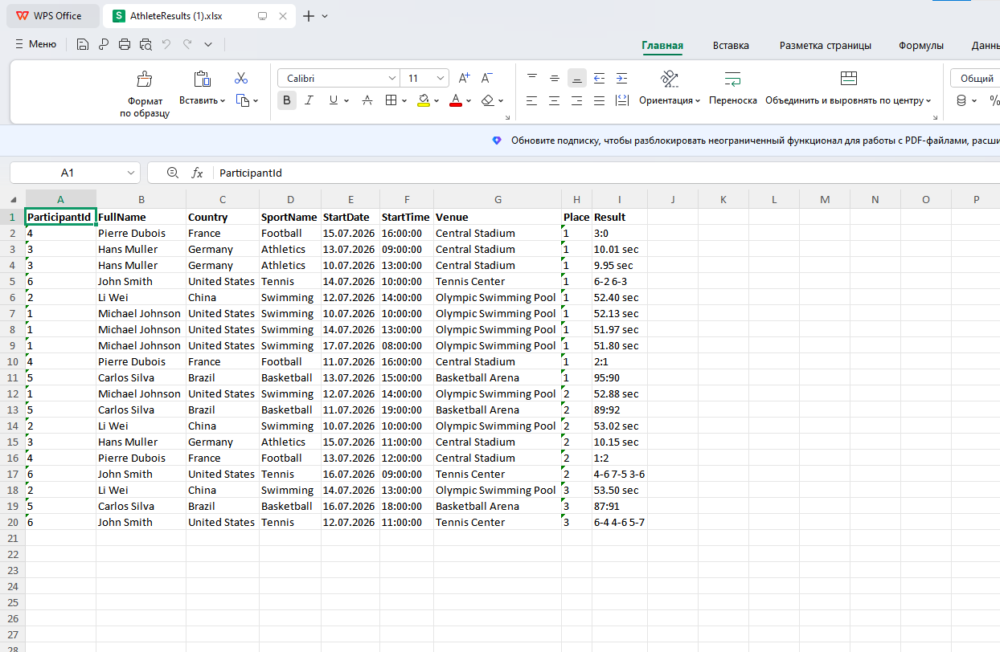 WPS Office
AthleteResults (1).xlsx
Меню
Главная Вставка Разметка страницы Формулы
Формат по образцу
Вставить
Calibri 11
Ориентация Переноска Объединить и выровнять по центру
Общий
Обновите подписку, чтобы разблокировать неограниченный функционал для работы с PDF-файлами,
A1 fx ParticipantId
A B C D E F G H I J K L M N O P
1 ParticipantId FullName Country SportName StartDate StartTime Venue Place Result
2 4 Pierre Dubois France Football 15.07.2026 16:00:00 Central Stadium 1 3:0
3 3 Hans Muller Germany Athletics 13.07.2026 09:00:00 Central Stadium 1 10.01 sec
4 3 Hans Muller Germany Athletics 10.07.2026 13:00:00 Central Stadium 1 9.95 sec
5 6 John Smith United States Tennis 14.07.2026 10:00:00 Tennis Center 1 6-2 6-3
6 2 Li Wei China Swimming 12.07.2026 14:00:00 Olympic Swimming Pool 1 52.40 sec
7 1 Michael Johnson United States Swimming 10.07.2026 10:00:00 Olympic Swimming Pool 1 52.13 sec
8 1 Michael Johnson United States Swimming 14.07.2026 13:00:00 Olympic Swimming Pool 1 51.97 sec
9 1 Michael Johnson United States Swimming 17.07.2026 08:00:00 Olympic Swimming Pool 1 51.80 sec
10 4 Pierre Dubois France Football 11.07.2026 16:00:00 Central Stadium 1 2:1
11 5 Carlos Silva Brazil Basketball 13.07.2026 15:00:00 Basketball Arena 1 95:90
12 1 Michael Johnson United States Swimming 12.07.2026 14:00:00 Olympic Swimming Pool 2 52.88 sec
13 5 Carlos Silva Brazil Basketball 11.07.2026 19:00:00 Basketball Arena 2 89:92
14 2 Li Wei China Swimming 10.07.2026 10:00:00 Olympic Swimming Pool 2 53.02 sec
15 3 Hans Muller Germany Athletics 15.07.2026 11:00:00 Central Stadium 2 10.15 sec
16 4 Pierre Dubois France Football 13.07.2026 12:00:00 Central Stadium 2 1:2
17 6 John Smith United States Tennis 16.07.2026 09:00:00 Tennis Center 2 4-6 7-5 3-6
18 2 Li Wei China Swimming 14.07.2026 13:00:00 Olympic Swimming Pool 3 53.50 sec
19 5 Carlos Silva Brazil Basketball 16.07.2026 18:00:00 Basketball Arena 3 87:91
20 6 John Smith United States Tennis 12.07.2026 11:00:00 Tennis Center 3 6-4 4-6 5-7
21
22
23
24
25
26
27
28